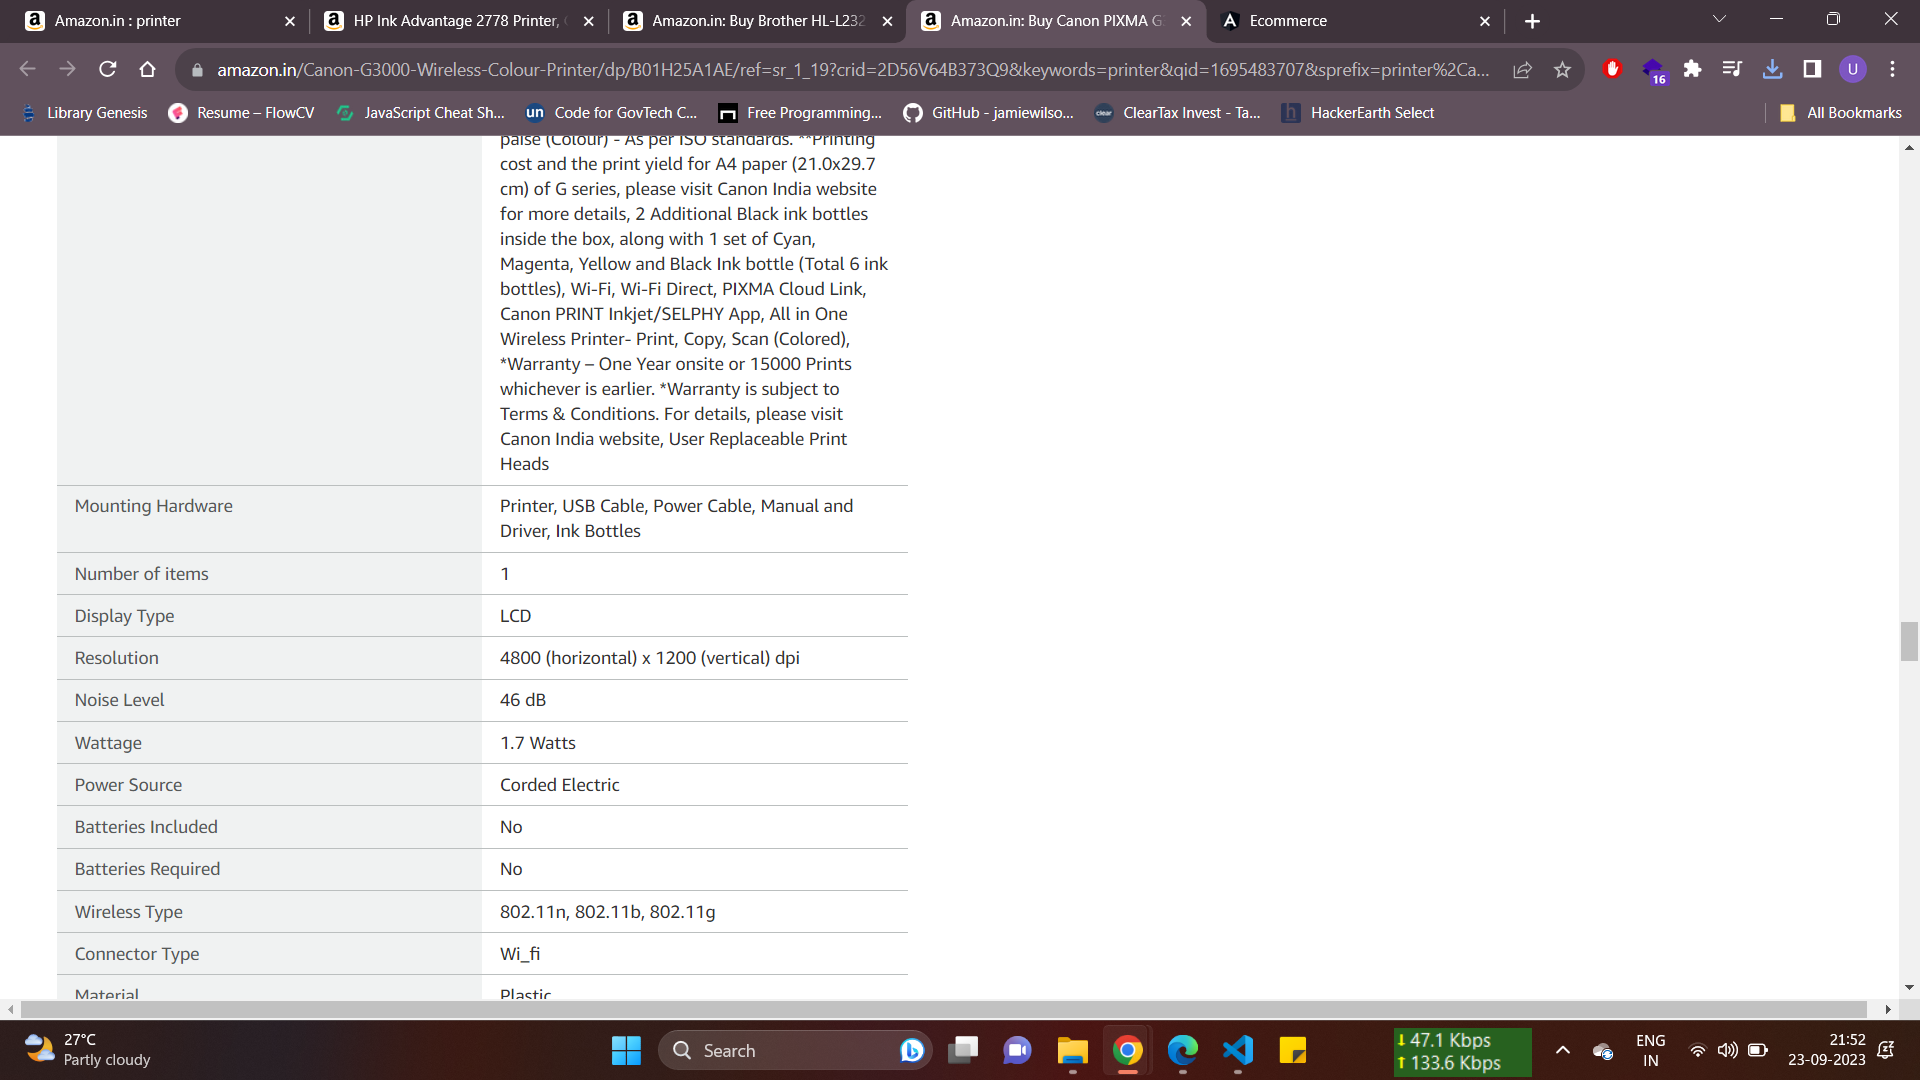 Amazon.in : printer
HP Ink Advantage 2778 Printer,
Amazon.in: Buy Brother HL-L232
Amazon.in: Buy Canon PIXMA G
Ecommerce
amazon.in/Canon-G3000-Wireless-Colour-Printer/dp/B01H25A1AE/ref=sr_1_19?crid=2D56V64B373Q9&keywords=printer&qid=1695483707&sprefix=printer%2Ca...
16
U
Library Genesis
Resume – FlowCV
JavaScript Cheat Sh...
un
Code for GovTech C...
Free Programming...
GitHub - jamiewilso...
clear
ClearTax Invest - Ta...
h
HackerEarth Select
All Bookmarks
paise (Colour) - As per ISO standards. **Printing
cost and the print yield for A4 paper (21.0x29.7
cm) of G series, please visit Canon India website
for more details, 2 Additional Black ink bottles
inside the box, along with 1 set of Cyan,
Magenta, Yellow and Black Ink bottle (Total 6 ink
bottles), Wi-Fi, Wi-Fi Direct, PIXMA Cloud Link,
Canon PRINT Inkjet/SELPHY App, All in One
Wireless Printer- Print, Copy, Scan (Colored),
*Warranty – One Year onsite or 15000 Prints
whichever is earlier. *Warranty is subject to
Terms & Conditions. For details, please visit
Canon India website, User Replaceable Print
Heads
Mounting Hardware
Printer, USB Cable, Power Cable, Manual and
Driver, Ink Bottles
Number of items
1
Display Type
LCD
Resolution
4800 (horizontal) x 1200 (vertical) dpi
Noise Level
46 dB
Wattage
1.7 Watts
Power Source
Corded Electric
Batteries Included
No
Batteries Required
No
Wireless Type
802.11n, 802.11b, 802.11g
Connector Type
Wi_fi
Material
Plastic
27°C
Partly cloudy
Search
47.1 Kbps
133.6 Kbps
ENG
IN
21:52
23-09-2023